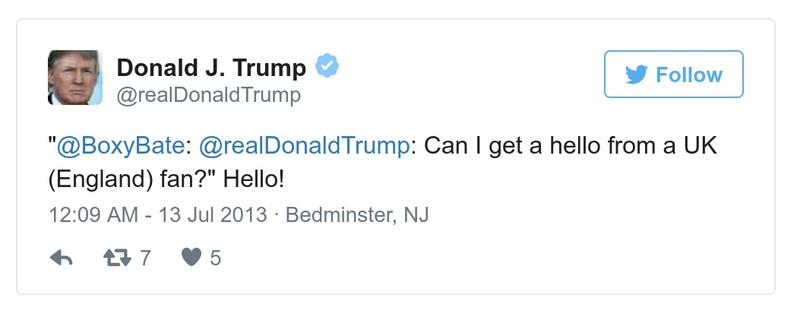 Donald J. Trump
@realDonaldTrump
Follow
"@BoxyBate: @realDonaldTrump: Can I get a hello from a UK
(England) fan?" Hello!
12:09 AM - 13 Jul 2013 · Bedminster, NJ
7 5